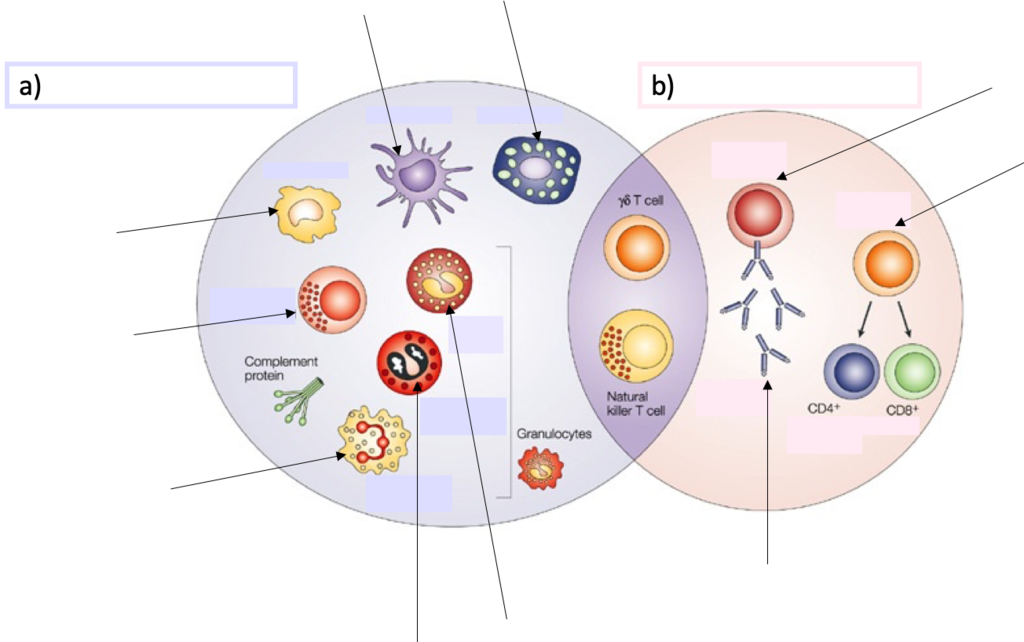 a)
b)
γδ T cell
Complement
protein
Natural
killer T cell
Granulocytes
CD4+
CD8+